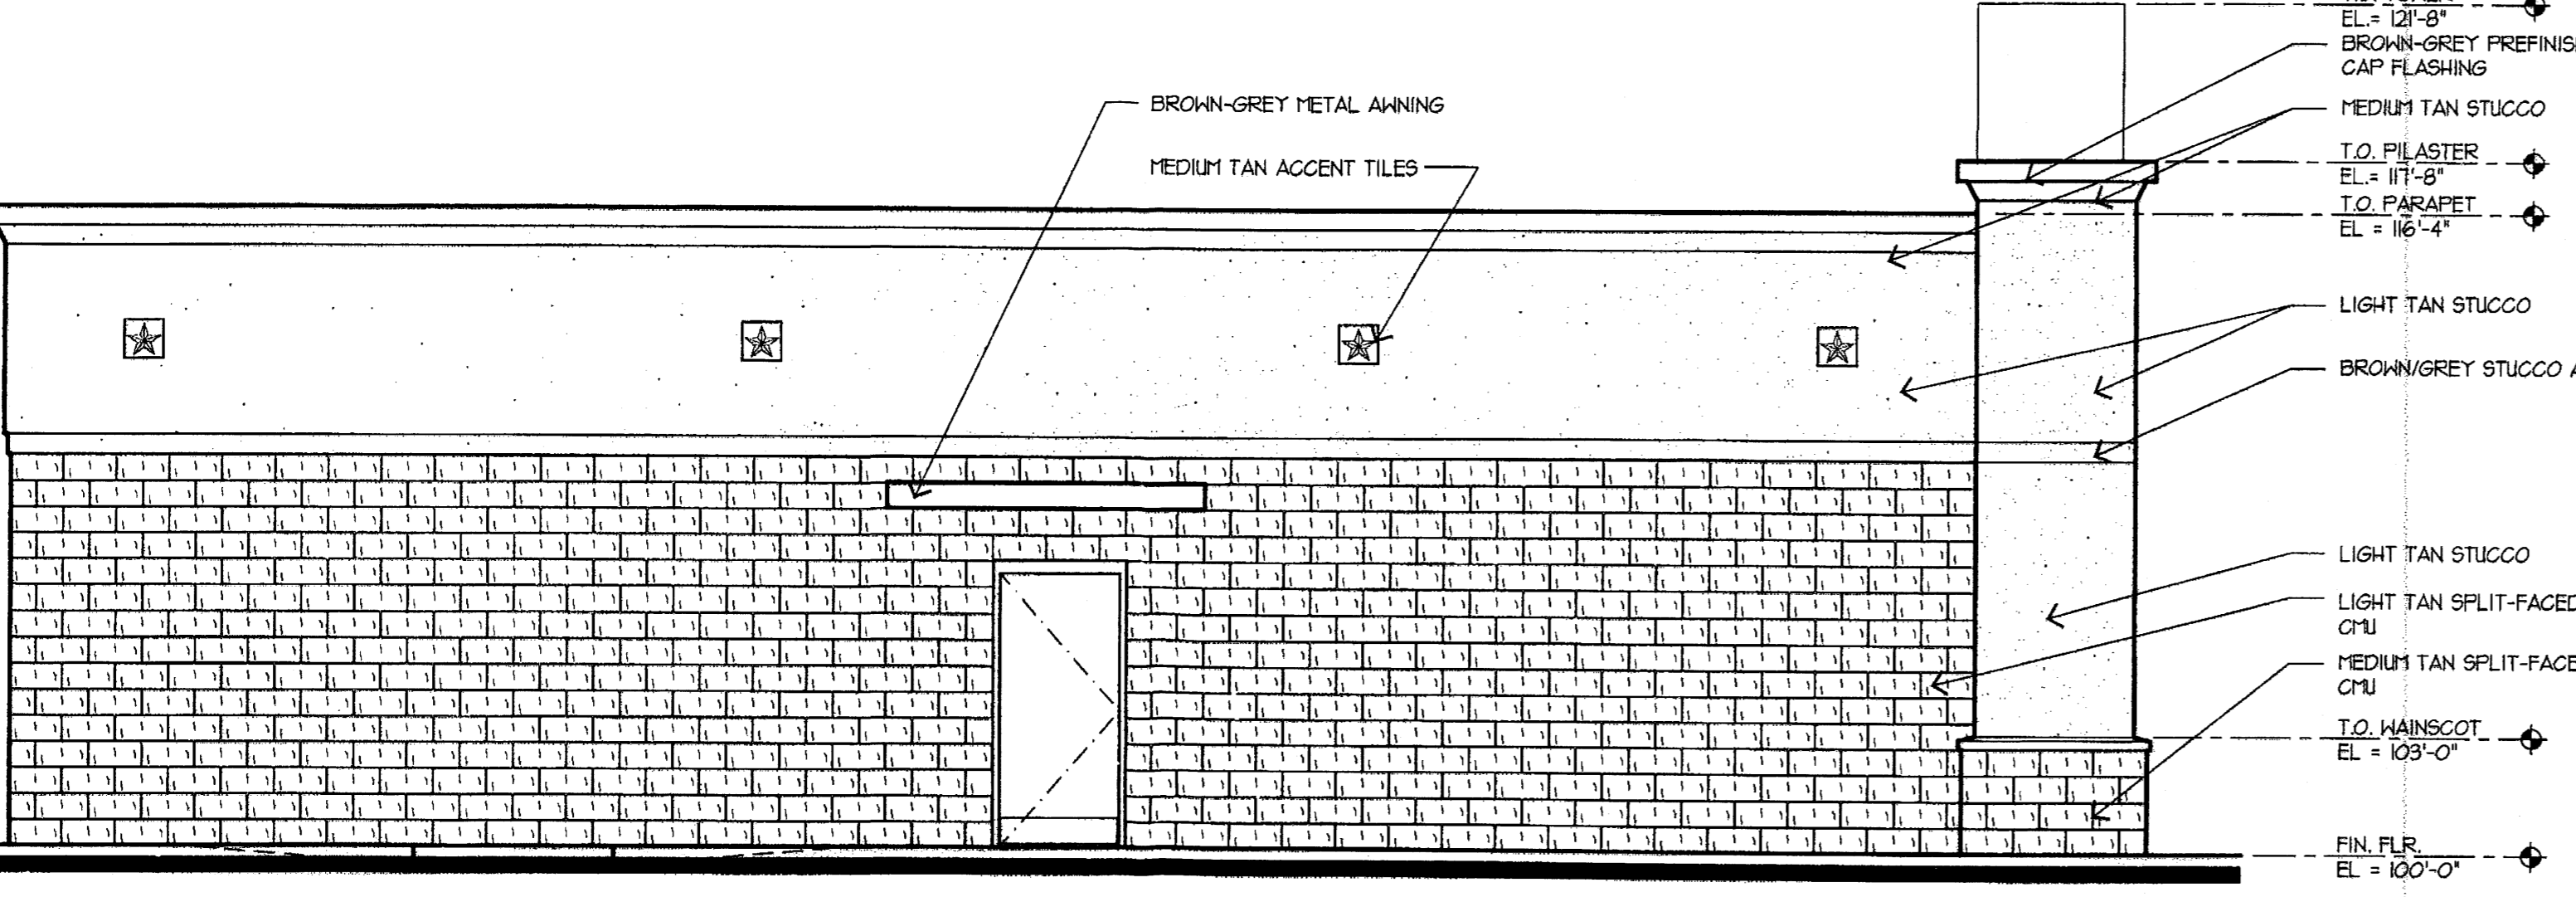 EL.= 121'-8"
BROWN-GREY
CAP FLASHING
BROWN-GREY METAL AWNING
MEDIUM TAN STUCCO
MEDIUM TAN ACCENT TILES
T.O. PILASTER
EL.= 117'-8"
T.O. PARAPET
EL = 116'-4"
LIGHT TAN STUCCO
BROWN/GREY STUCCO
LIGHT TAN STUCCO
LIGHT TAN SPLIT-FACED
CMU
MEDIUM TAN SPLIT-FACE
CMU
T.O. WAINSCOT
EL = 103'-0"
FIN. FLR.
EL = 100'-0"